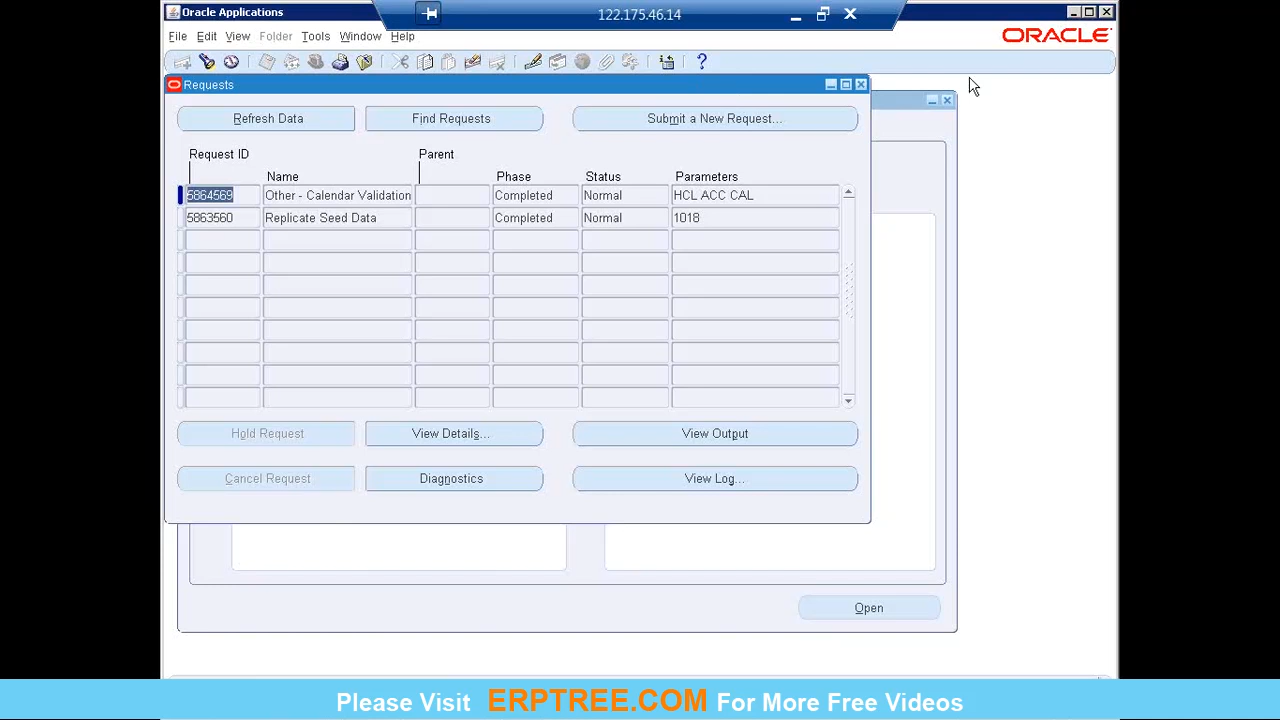 Oracle Applications
122.175.46.14
File Edit View Folder Tools Window Help
ORACLE
Requests
Refresh Data Find Requests Submit a New Request...
Request ID Parent
Name Phase Status Parameters
5864569 Other - Calendar Validation Completed Normal HCL ACC CAL
5863560 Replicate Seed Data Completed Normal 1018
Hold Request View Details... View Output
Cancel Request Diagnostics View Log...
Open
Please Visit ERPTREE.COM For More Free Videos